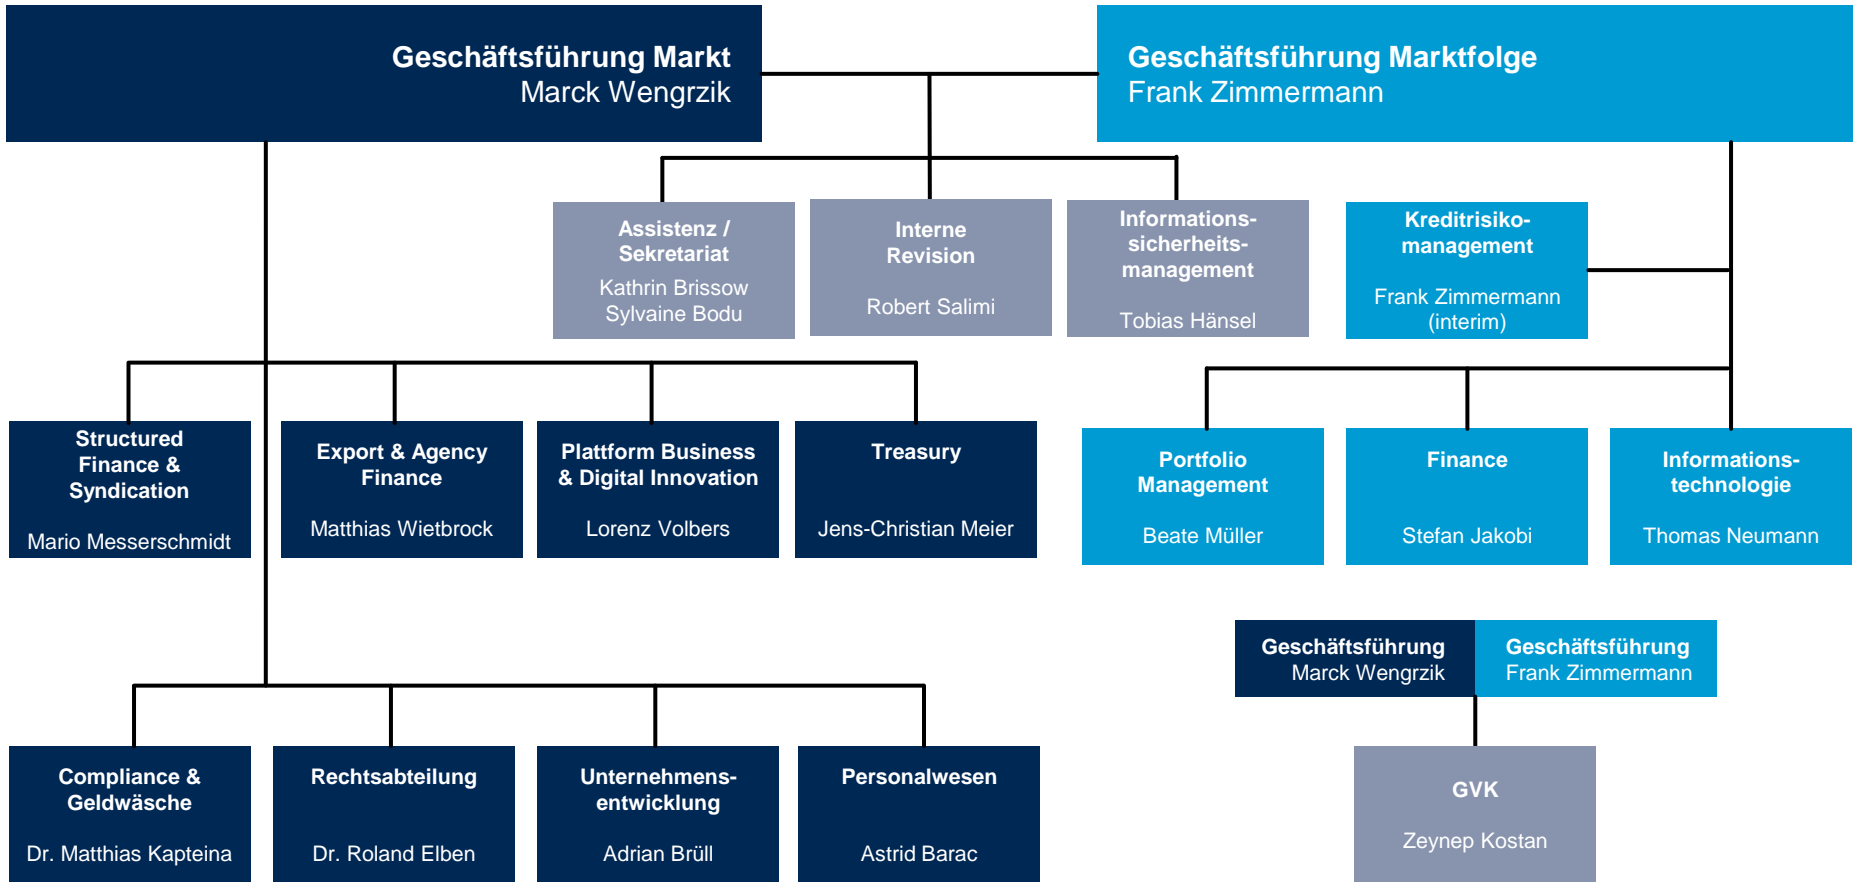 Geschäftsführung Markt
Marck Wengrzik
Geschäftsführung Marktfolge
Frank Zimmermann
Assistenz /
Sekretariat
Kathrin Brissow
Sylvaine Bodu
Interne
Revision
Robert Salimi
Informations-
sicherheits-
management
Tobias Hänsel
Kreditrisiko-
management
Frank Zimmermann
(interim)
Structured
Finance &
Syndication
Mario Messerschmidt
Export & Agency
Finance
Matthias Wietbrock
Plattform Business
& Digital Innovation
Lorenz Volbers
Treasury
Jens-Christian Meier
Portfolio
Management
Beate Müller
Finance
Stefan Jakobi
Informations-
technologie
Thomas Neumann
Geschäftsführung
Marck Wengrzik
Geschäftsführung
Frank Zimmermann
Compliance &
Geldwäsche
Dr. Matthias Kapteina
Rechtsabteilung
Dr. Roland Elben
Unternehmens-
entwicklung
Adrian Brüll
Personalwesen
Astrid Barac
GVK
Zeynep Kostan